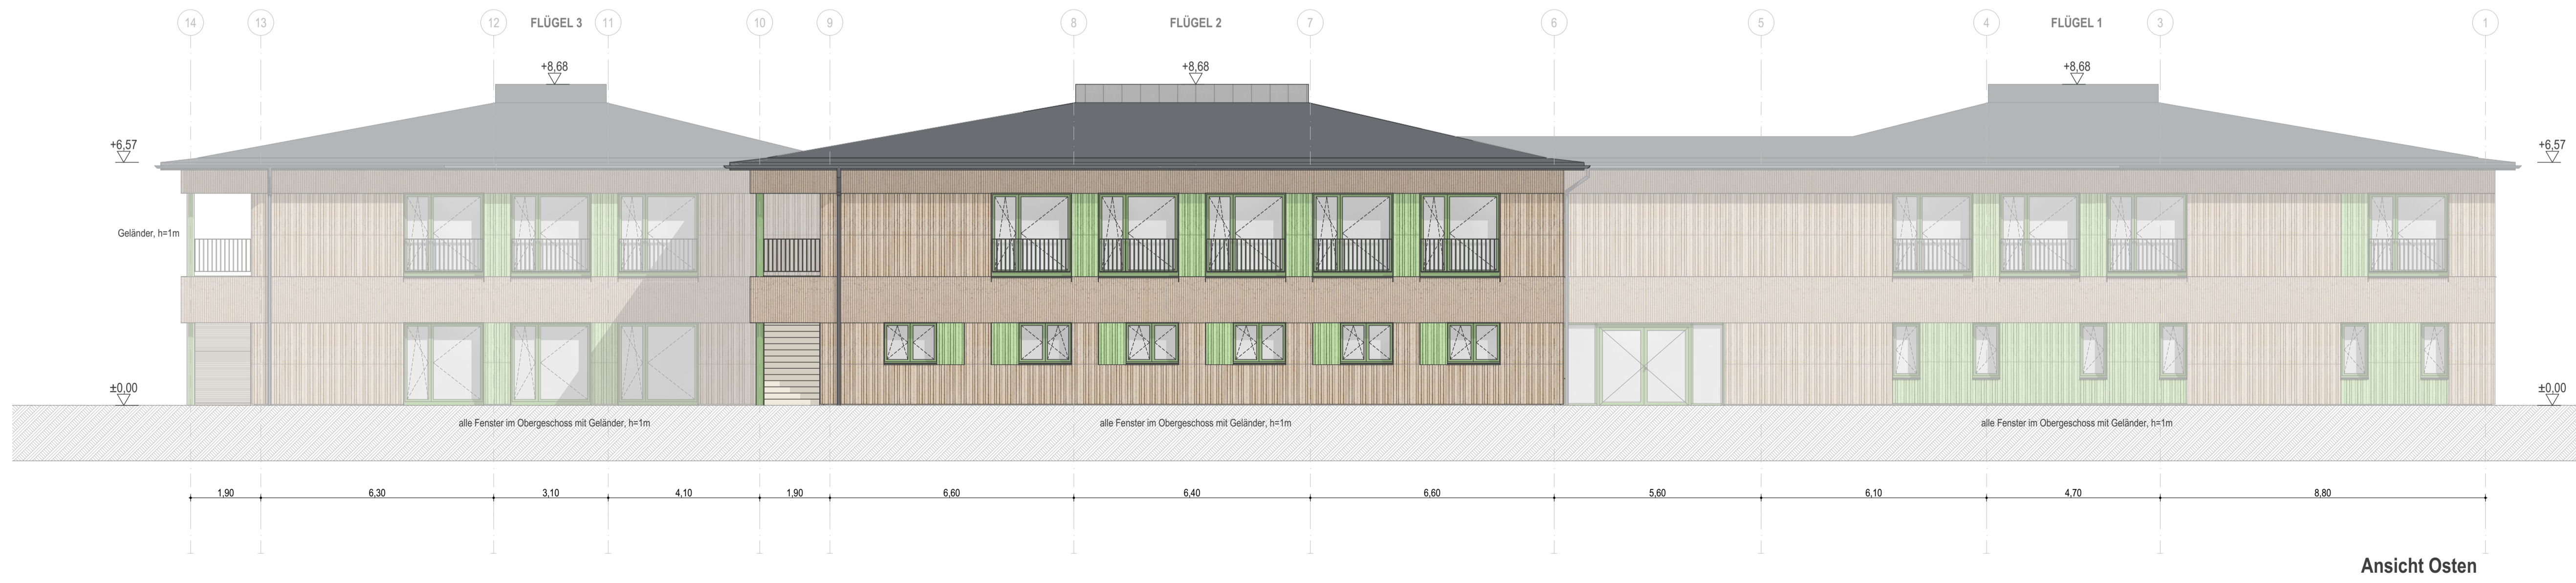 14 13 12 FLÜGEL 3 11 10 9 8 FLÜGEL 2 7 6 5 4 FLÜGEL 1 3 1
+8,68 +8,68 +8,68
+6,57 +6,57
Geländer, h=1m
±0,00 ±0,00
alle Fenster im Obergeschoss mit Geländer, h=1m alle Fenster im Obergeschoss mit Geländer, h=1m alle Fenster im Obergeschoss mit Geländer, h=1m
1,90 6,30 3,10 4,10 1,90 6,60 6,40 6,60 5,60 6,10 4,70 8,80
Ansicht Osten